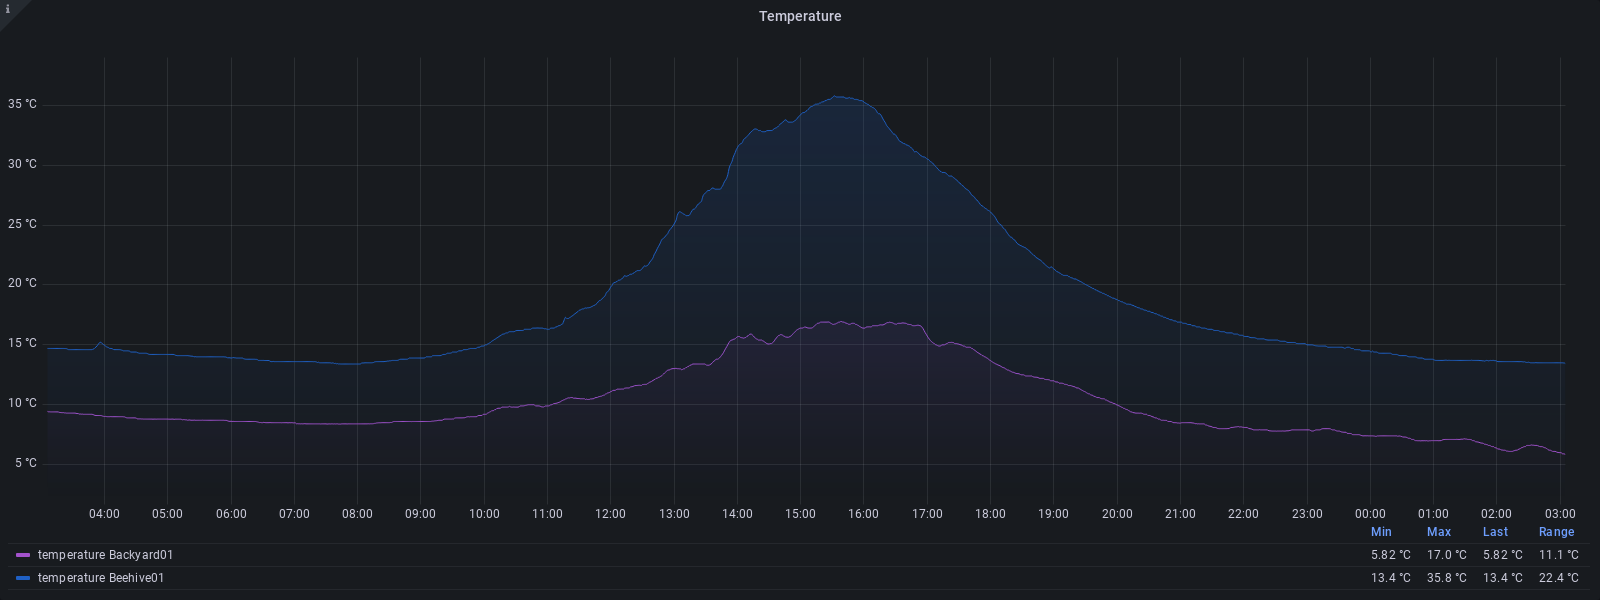 i
Temperature
35 °C
30 °C
25 °C
20 °C
15 °C
10 °C
5 °C
04:00 05:00 06:00 07:00 08:00 09:00 10:00 11:00 12:00 13:00 14:00 15:00 16:00 17:00 18:00 19:00 20:00 21:00 22:00 23:00 00:00 01:00 02:00 03:00
Min Max Last Range
temperature Backyard01 5.82 °C 17.0 °C 5.82 °C 11.1 °C
temperature Beehive01 13.4 °C 35.8 °C 13.4 °C 22.4 °C